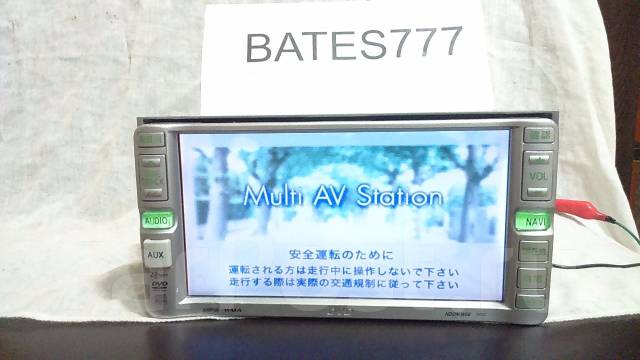 BATES777
Multi AV Station
安全運転のために
運転される方は走行中に操作しないで下さい
走行する際は実際の交通規制に従って下さい
VOL
AUDIO
NAVI
AUX
DVD
WMA